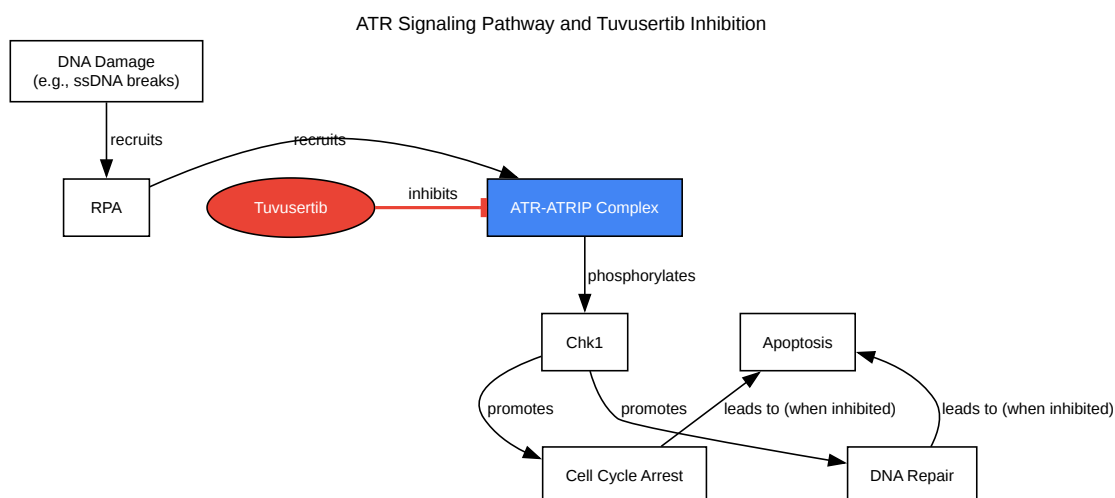 ATR Signaling Pathway and Tuvusertib Inhibition
DNA Damage
(e.g., ssDNA breaks)
recruits
recruits
RPA
Tuvusertib
inhibits
ATR-ATRIP Complex
phosphorylates
Chk1
Apoptosis
promotes
promotes
leads to (when inhibited)
leads to (when inhibited)
Cell Cycle Arrest
DNA Repair